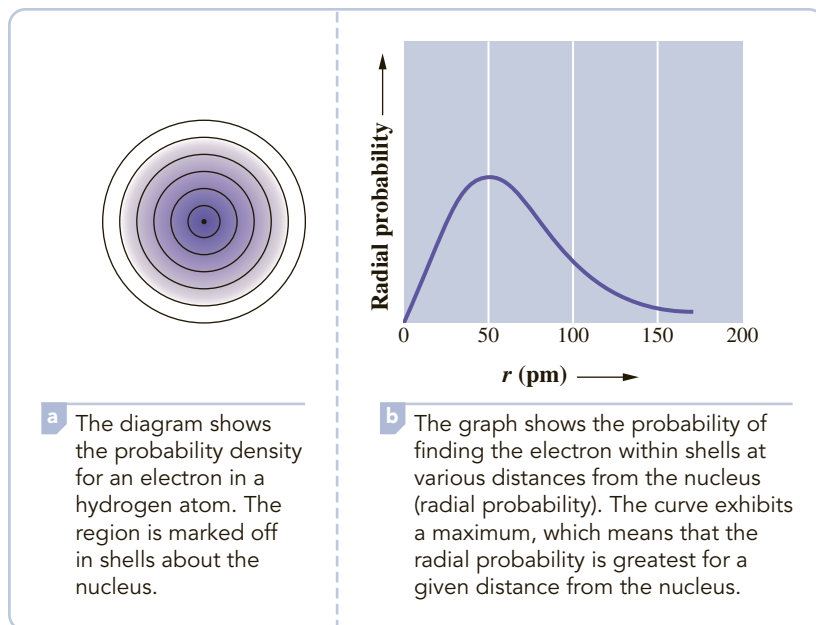 Radial probability
0 50 100 150 200
r (pm)
a
The diagram shows
the probability density
for an electron in a
hydrogen atom. The
region is marked off
in shells about the
nucleus.
b
The graph shows the probability of
finding the electron within shells at
various distances from the nucleus
(radial probability). The curve exhibits
a maximum, which means that the
radial probability is greatest for a
given distance from the nucleus.